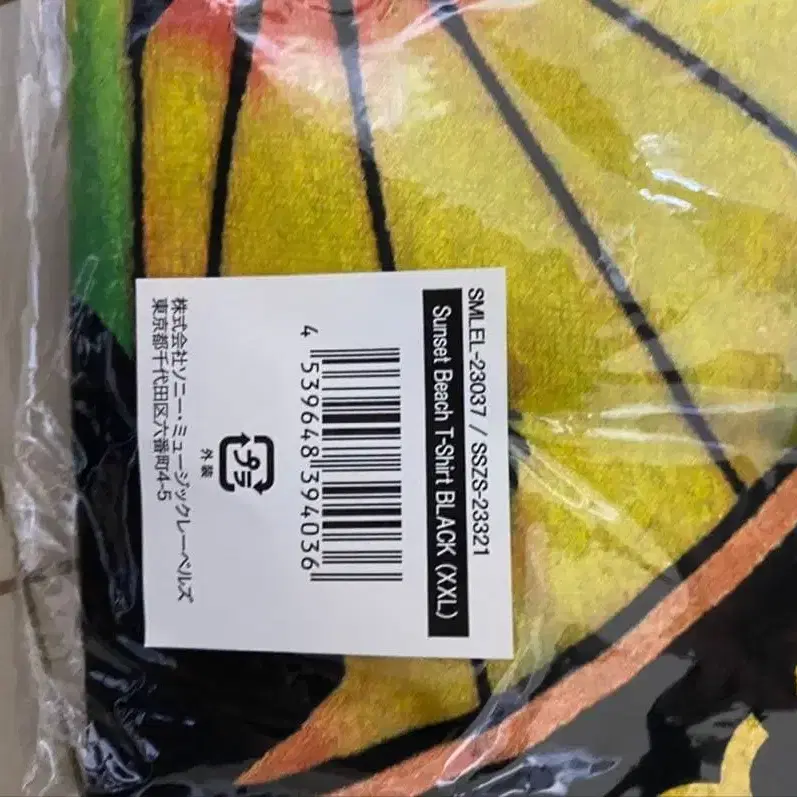 SMLEL-23037 / SSZS-23321
Sunset Beach T-Shirt BLACK (XXL)
4 539648 394036
プラ
外装
株式会社ソニー・ミュージックレーベルズ
東京都千代田区六番町4-5